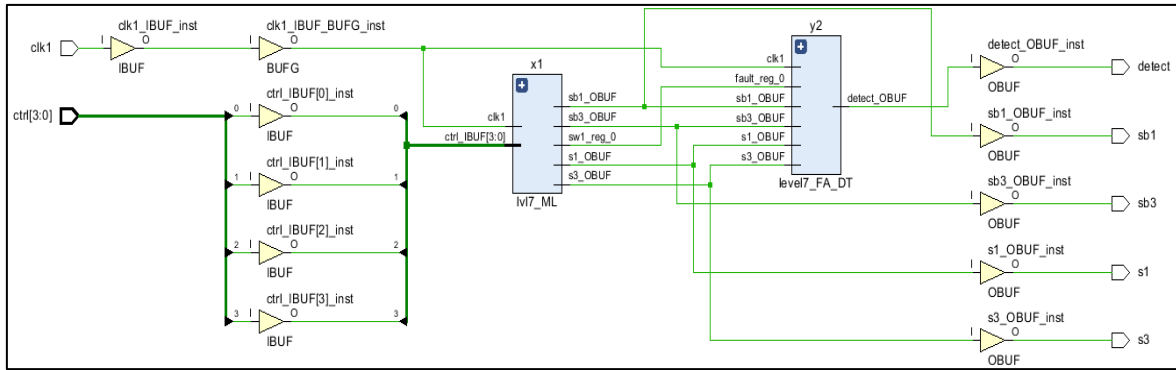 clk1
clk1_IBUF_inst
I
O
IBUF
clk1_IBUF_BUFG_inst
I
O
BUFG
ctrl[3:0]
ctrl_IBUF[0]_inst
0
I
O
0
IBUF
ctrl_IBUF[1]_inst
1
I
O
1
IBUF
ctrl_IBUF[2]_inst
2
I
O
2
IBUF
ctrl_IBUF[3]_inst
3
I
O
3
IBUF
x1
clk1
ctrl_IBUF[3:0]
sb1_OBUF
sb3_OBUF
sw1_reg_0
s1_OBUF
s3_OBUF
lvl7_ML
y2
clk1
fault_reg_0
sb1_OBUF
sb3_OBUF
s1_OBUF
s3_OBUF
detect_OBUF
level7_FA_DT
detect_OBUF_inst
I
O
OBUF
detect
sb1_OBUF_inst
I
O
OBUF
sb1
sb3_OBUF_inst
I
O
OBUF
sb3
s1_OBUF_inst
I
O
OBUF
s1
s3_OBUF_inst
I
O
OBUF
s3